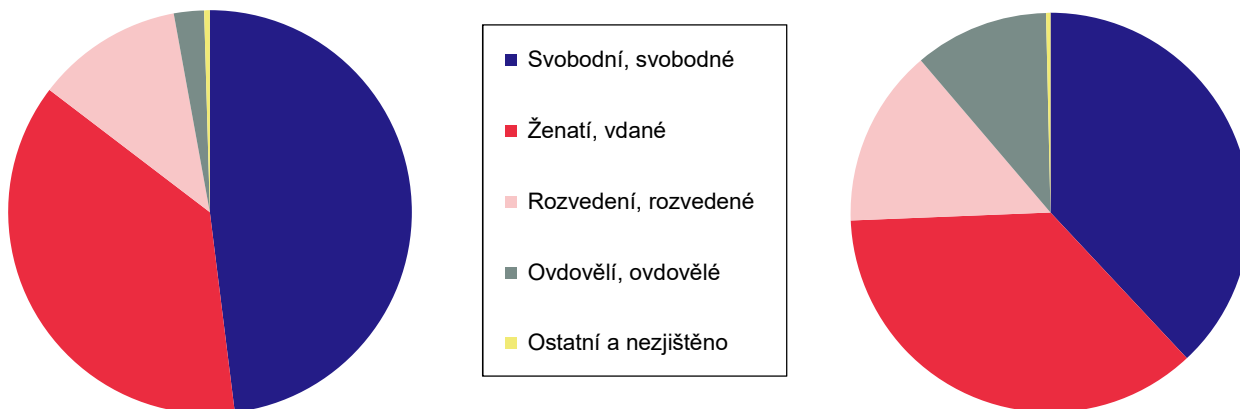 Svobodní, svobodné
Ženatí, vdané
Rozvedení, rozvedené
Ovdovělí, ovdovělé
Ostatní a nezjištěno